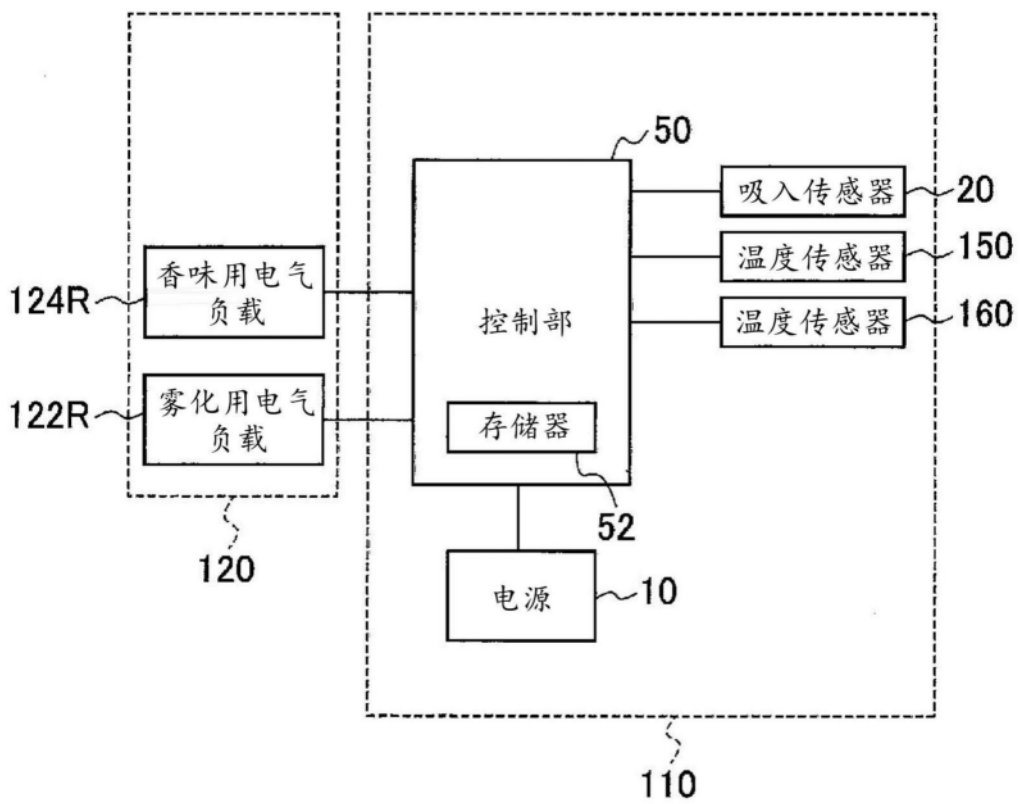 50
吸入传感器
20
温度传感器
150
香味用电气
负载
124R
控制部
温度传感器
160
雾化用电气
负载
122R
存储器
52
120
电源
10
110